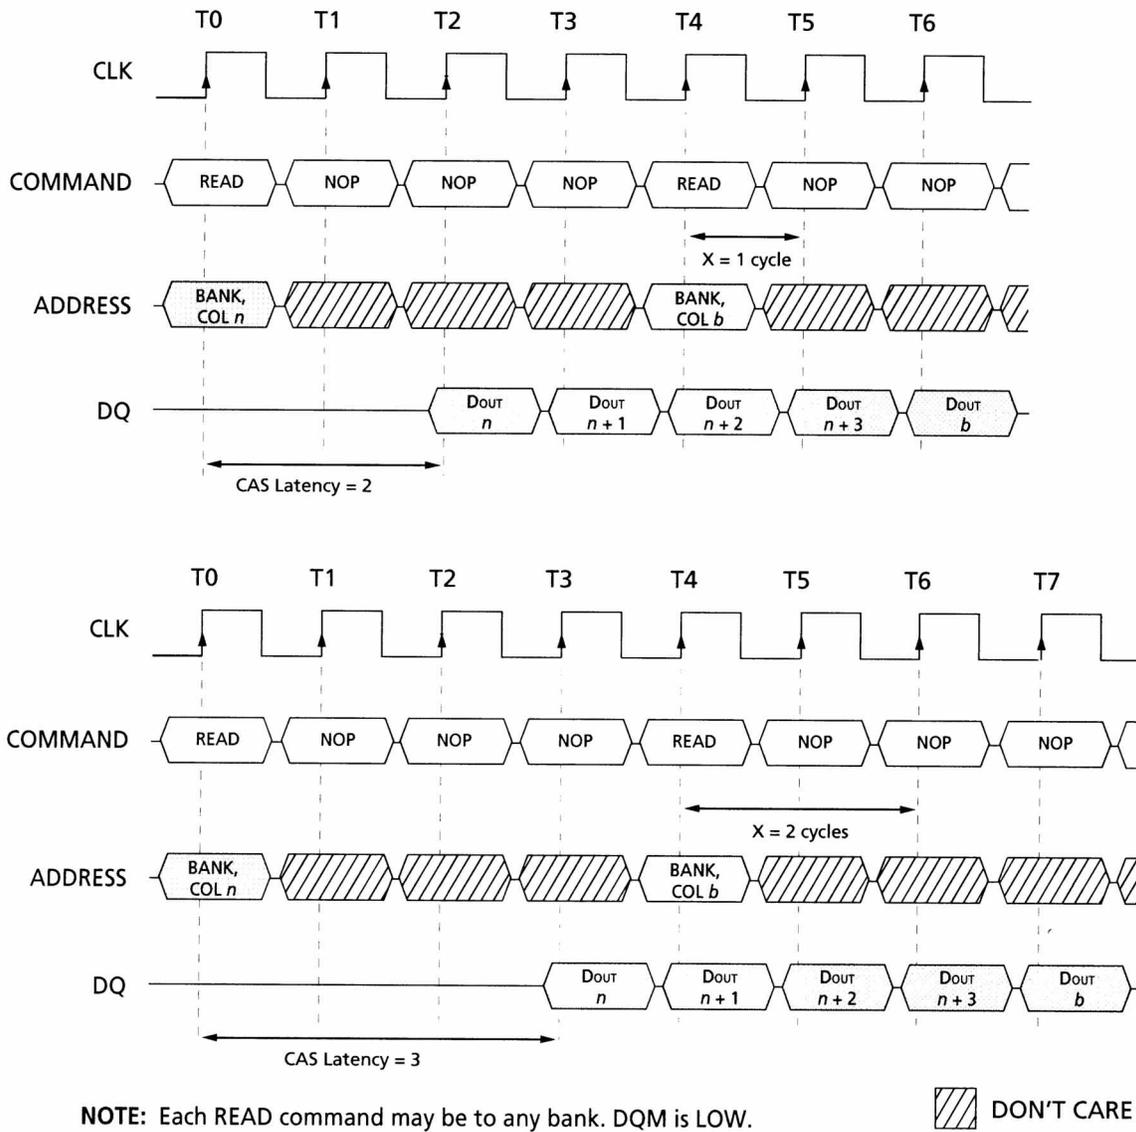 T0 T1 T2 T3 T4 T5 T6
CLK
COMMAND READ NOP NOP NOP READ NOP NOP
X = 1 cycle
ADDRESS BANK, COL n BANK, COL b
DQ DOUT n DOUT n + 1 DOUT n + 2 DOUT n + 3 DOUT b
CAS Latency = 2
T0 T1 T2 T3 T4 T5 T6 T7
CLK
COMMAND READ NOP NOP NOP READ NOP NOP NOP
X = 2 cycles
ADDRESS BANK, COL n BANK, COL b
DQ DOUT n DOUT n + 1 DOUT n + 2 DOUT n + 3 DOUT b
CAS Latency = 3
NOTE: Each READ command may be to any bank. DQM is LOW.
DON'T CARE